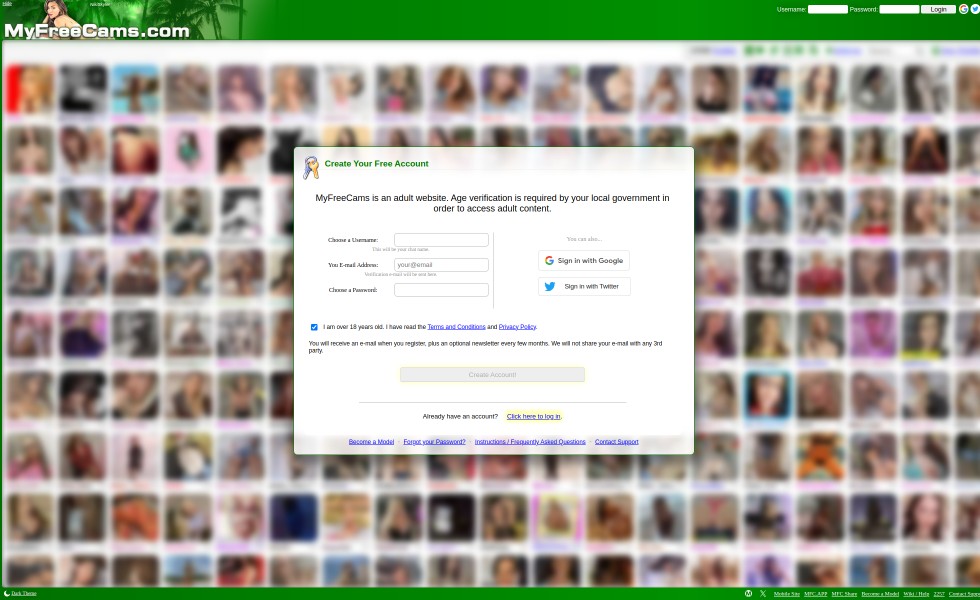 Username:
Password:
Login
MyFreeCams.com
Create Your Free Account
MyFreeCams is an adult website. Age verification is required by your local government in
order to access adult content.
Choose a Username:
This will be your chat name.
You E-mail Address:
your@email
Verification e-mail will be sent here.
Choose a Password:
You can also...
Sign in with Google
Sign in with Twitter
I am over 18 years old. I have read the Terms and Conditions and Privacy Policy.
You will receive an e-mail when you register, plus an optional newsletter every few months. We will not share your e-mail with any 3rd
party.
Create Account!
Already have an account? Click here to log in.
Become a Model - Forgot your Password? - Instructions / Frequently Asked Questions - Contact Support
Dark Theme
Mobile Site MFC.APP MFC Share Become a Model Wiki / Help 2257 Contact